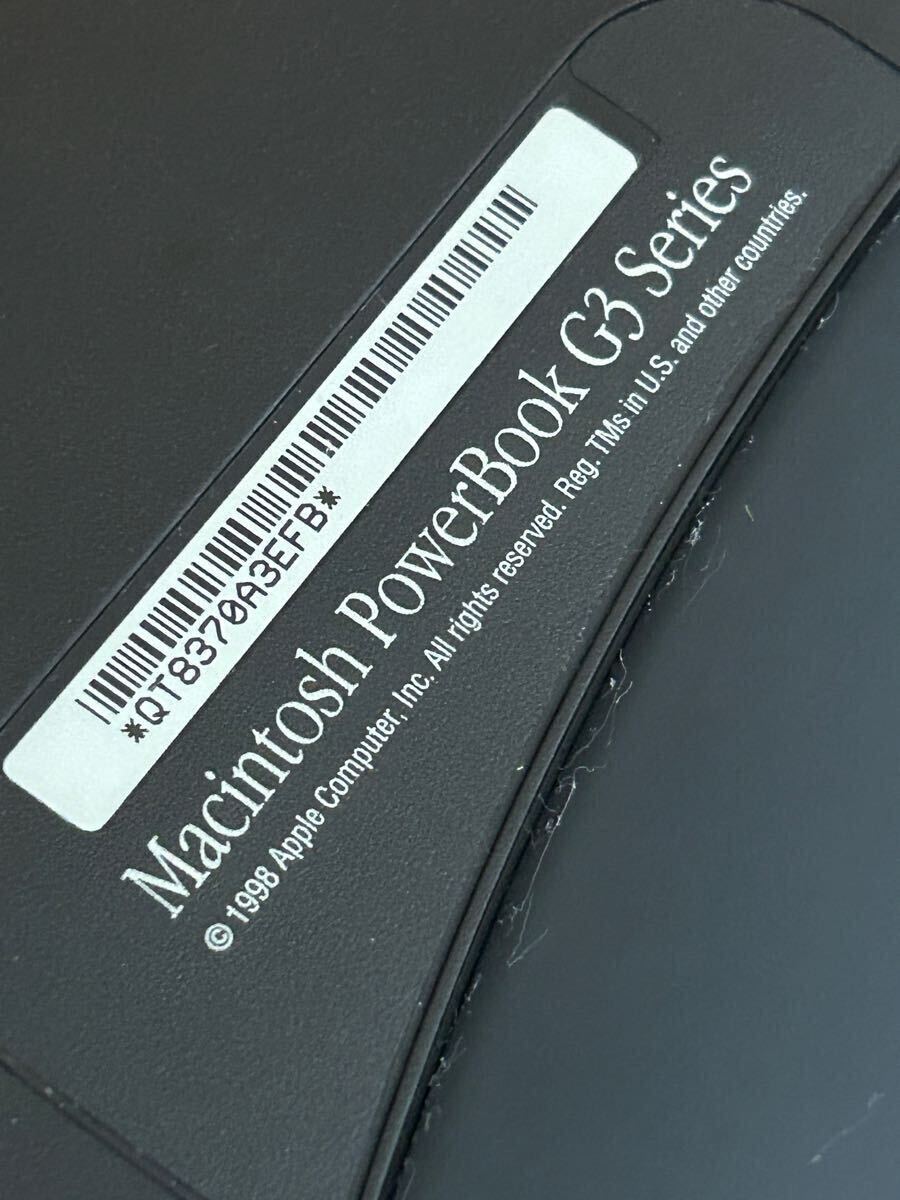 *QT8370A3EFB*
Macintosh PowerBook G3 Series
© 1998 Apple Computer, Inc. All rights reserved. Reg. TMs in U.S. and other countries.